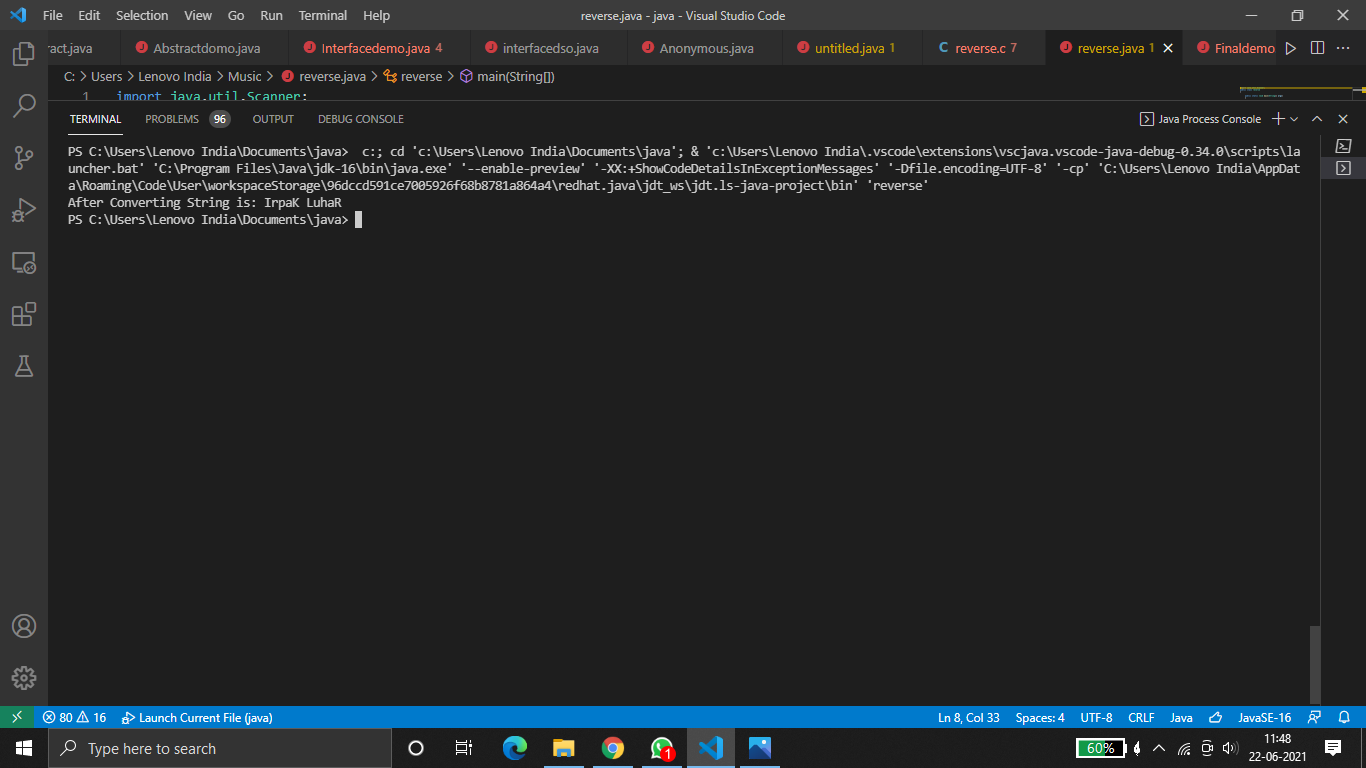 File Edit Selection View Go Run Terminal Help reverse.java - java - Visual Studio Code
ract.java Abstractdomo.java Interfacedemo.java 4 interfacedso.java Anonymous.java untitled.java 1 C reverse.c 7 reverse.java 1 Finaldemo
C: > Users > Lenovo India > Music > reverse.java > reverse > main(String[])
1 import java.util.Scanner;
TERMINAL PROBLEMS 96 OUTPUT DEBUG CONSOLE Java Process Console
PS C:\Users\Lenovo India\Documents\java>  c:; cd 'c:\Users\Lenovo India\Documents\java'; & 'c:\Users\Lenovo India\.vscode\extensions\vscjava.vscode-java-debug-0.34.0\scripts\la
uncher.bat' 'C:\Program Files\Java\jdk-16\bin\java.exe' '--enable-preview' '-XX:+ShowCodeDetailsInExceptionMessages' '-Dfile.encoding=UTF-8' '-cp' 'C:\Users\Lenovo India\AppDat
a\Roaming\Code\User\workspaceStorage\96dccd591ce7005926f68b8781a864a4\redhat.java\jdt_ws\jdt.ls-java-project\bin' 'reverse'
After Converting String is: IrpaK LuhaR
PS C:\Users\Lenovo India\Documents\java>
80 16 Launch Current File (java) Ln 8, Col 33 Spaces: 4 UTF-8 CRLF Java JavaSE-16
Type here to search 1 60% 11:48
22-06-2021